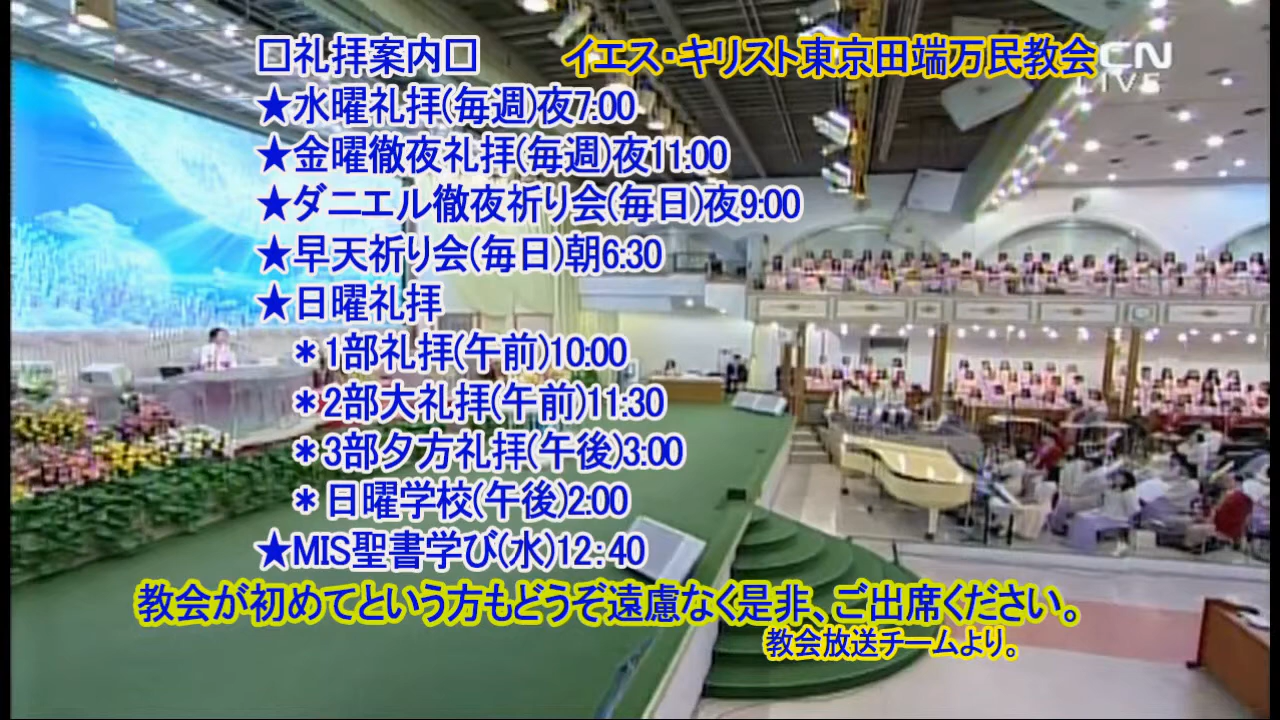 □礼拝案内□ イエス・キリスト東京田端万民教会
CN
LIVE
★水曜礼拝(毎週)夜7:00
★金曜徹夜礼拝(毎週)夜11:00
★ダニエル徹夜祈り会(毎日)夜9:00
★早天祈り会(毎日)朝6:30
★日曜礼拝
＊1部礼拝(午前)10:00
＊2部大礼拝(午前)11:30
＊3部夕方礼拝(午後)3:00
＊日曜学校(午後)2:00
★MIS聖書学び(水)12:40
教会が初めてという方もどうぞ遠慮なく是非、ご出席ください。
教会放送チームより。